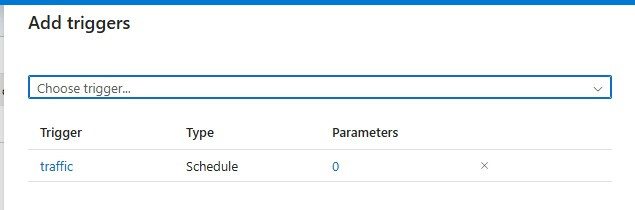 Add triggers
Choose trigger...
Trigger Type Parameters
traffic Schedule 0